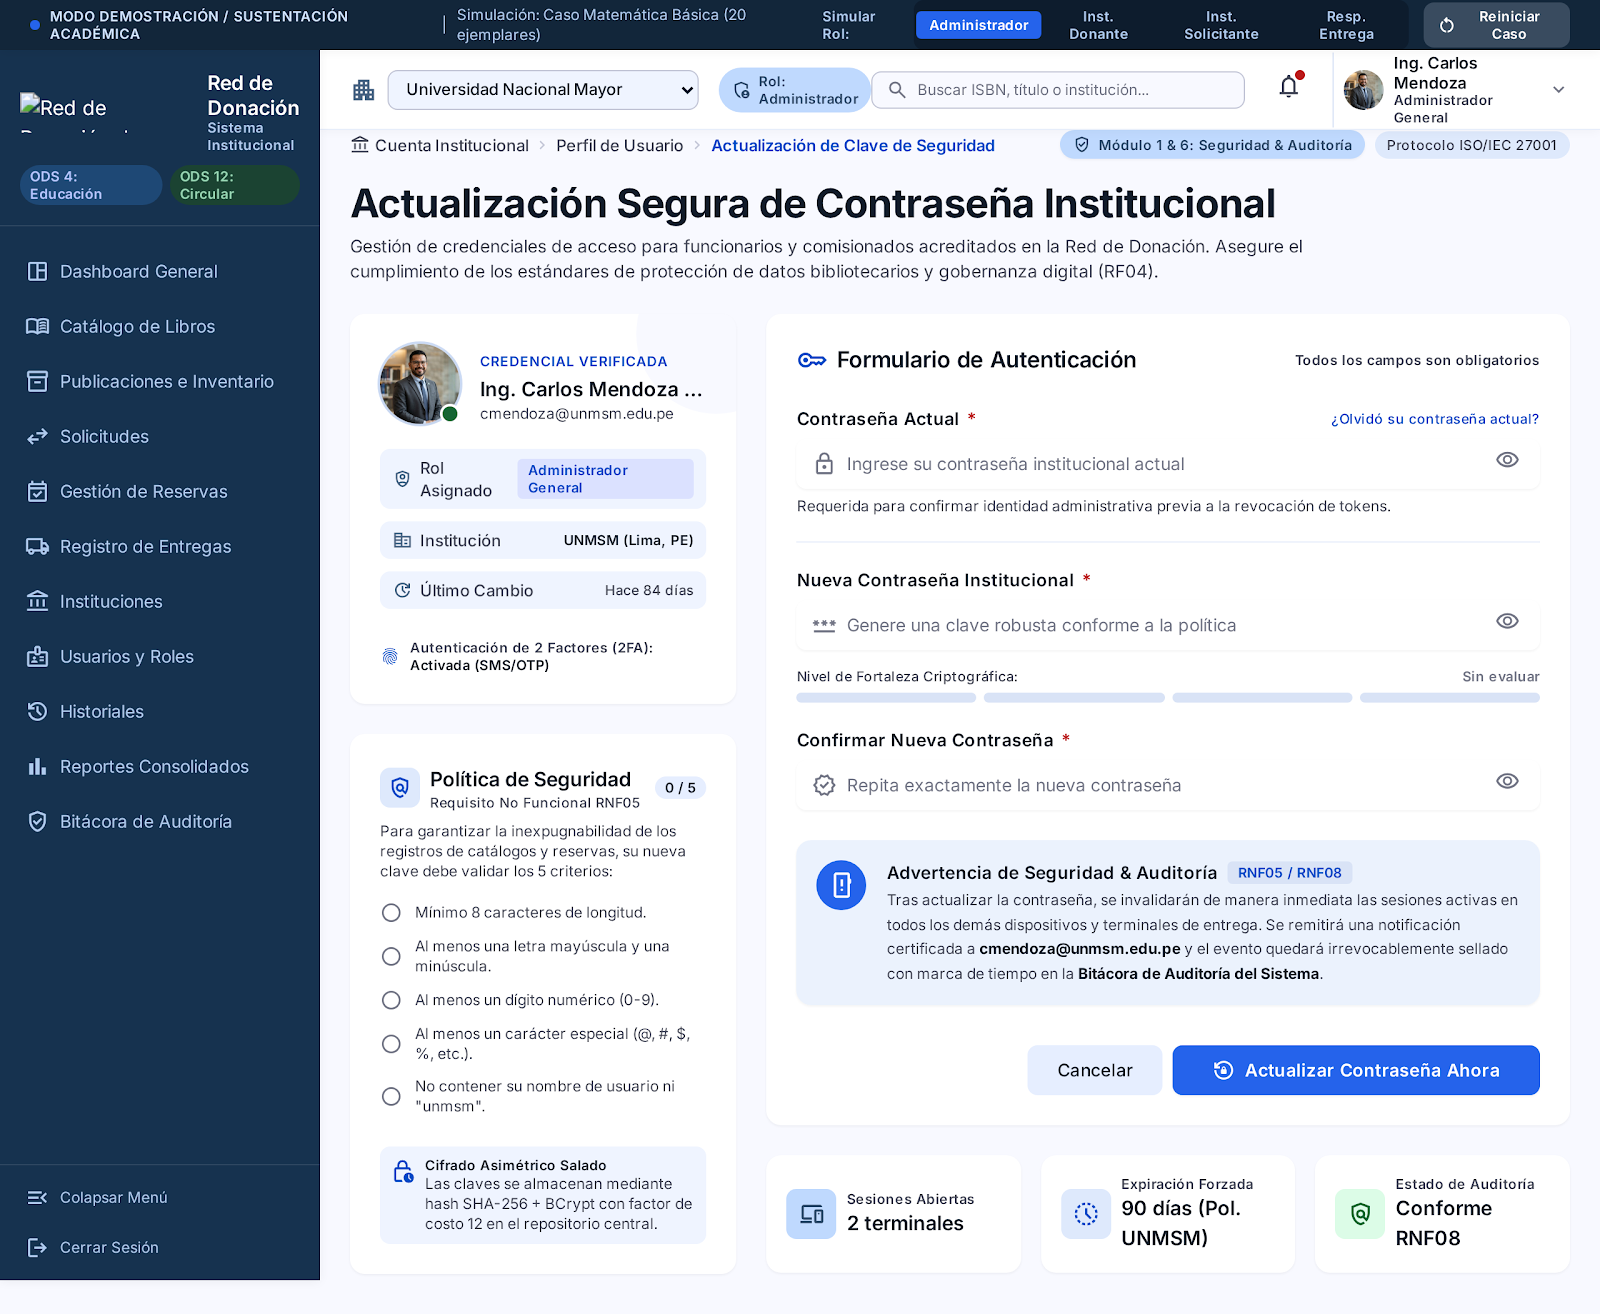 MODO DEMOSTRACIÓN / SUSTENTACIÓN
ACADÉMICA
Simulación: Caso Matemática Básica (20
ejemplares)
Simular
Rol:
Administrador
Inst.
Donante
Inst.
Solicitante
Resp.
Entrega
Reiniciar
Caso
Red de
Red de
Donación
Sistema
Institucional
ODS 4:
Educación
ODS 12:
Circular
Dashboard General
Catálogo de Libros
Publicaciones e Inventario
Solicitudes
Gestión de Reservas
Registro de Entregas
Instituciones
Usuarios y Roles
Historiales
Reportes Consolidados
Bitácora de Auditoría
Colapsar Menú
Cerrar Sesión
Universidad Nacional Mayor
Rol:
Administrador
Buscar ISBN, título o institución...
Ing. Carlos
Mendoza
Administrador
General
Cuenta Institucional
Perfil de Usuario
Actualización de Clave de Seguridad
Módulo 1 & 6: Seguridad & Auditoría
Protocolo ISO/IEC 27001
Actualización Segura de Contraseña Institucional
Gestión de credenciales de acceso para funcionarios y comisionados acreditados en la Red de Donación. Asegure el
cumplimiento de los estándares de protección de datos bibliotecarios y gobernanza digital (RF04).
CREDENCIAL VERIFICADA
Ing. Carlos Mendoza ...
cmendoza@unmsm.edu.pe
Rol
Asignado
Administrador
General
Institución
UNMSM (Lima, PE)
Último Cambio
Hace 84 días
Autenticación de 2 Factores (2FA):
Activada (SMS/OTP)
Política de Seguridad
Requisito No Funcional RNF05
0 / 5
Para garantizar la inexpugnabilidad de los
registros de catálogos y reservas, su nueva
clave debe validar los 5 criterios:
Mínimo 8 caracteres de longitud.
Al menos una letra mayúscula y una
minúscula.
Al menos un dígito numérico (0-9).
Al menos un carácter especial (@, #, $,
%, etc.).
No contener su nombre de usuario ni
"unmsm".
Cifrado Asimétrico Salado
Las claves se almacenan mediante
hash SHA-256 + BCrypt con factor de
costo 12 en el repositorio central.
Formulario de Autenticación
Todos los campos son obligatorios
Contraseña Actual *
¿Olvidó su contraseña actual?
Ingrese su contraseña institucional actual
Requerida para confirmar identidad administrativa previa a la revocación de tokens.
Nueva Contraseña Institucional *
Genere una clave robusta conforme a la política
Nivel de Fortaleza Criptográfica:
Sin evaluar
Confirmar Nueva Contraseña *
Repita exactamente la nueva contraseña
Advertencia de Seguridad & Auditoría
RNF05 / RNF08
Tras actualizar la contraseña, se invalidarán de manera inmediata las sesiones activas en
todos los demás dispositivos y terminales de entrega. Se remitirá una notificación
certificada a cmendoza@unmsm.edu.pe y el evento quedará irrevocablemente sellado
con marca de tiempo en la Bitácora de Auditoría del Sistema.
Cancelar
Actualizar Contraseña Ahora
Sesiones Abiertas
2 terminales
Expiración Forzada
90 días (Pol.
UNMSM)
Estado de Auditoría
Conforme
RNF08